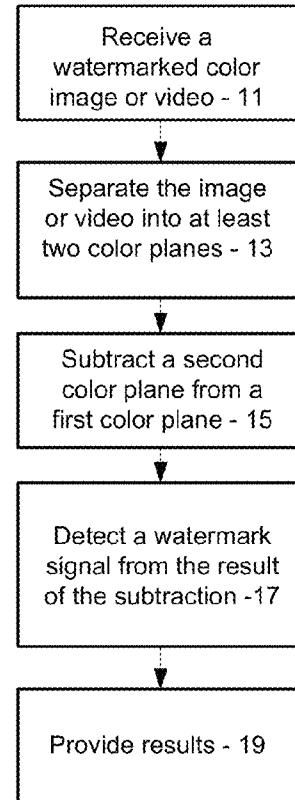 Receive a
watermarked color
image or video - 11
Separate the image
or video into at least
two color planes - 13
Subtract a second
color plane from a
first color plane - 15
Detect a watermark
signal from the result
of the subtraction -17
Provide results - 19